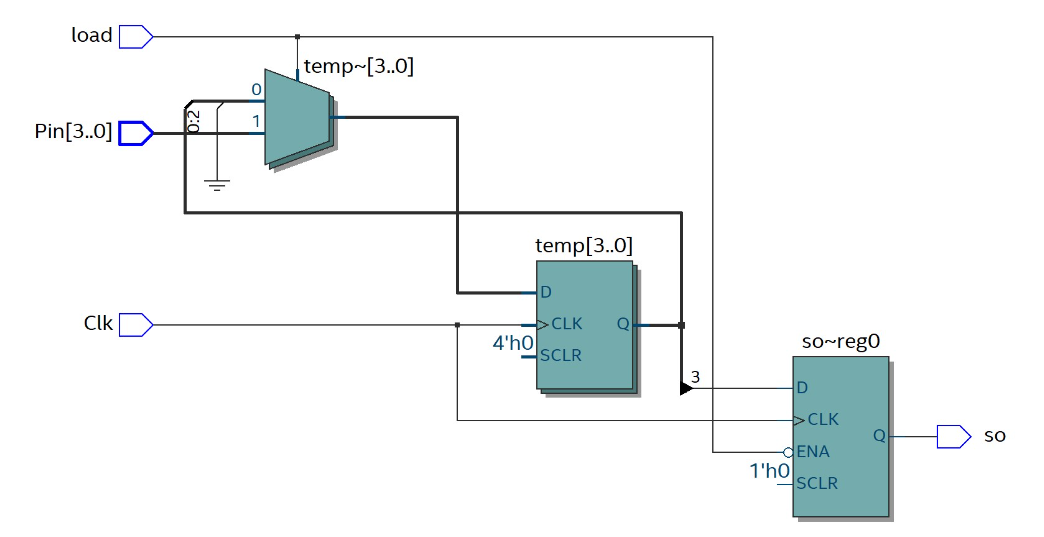 load
temp~[3..0]
0
0:2
1
Pin[3..0]
temp[3..0]
D
Clk
CLK
Q
4'h0
SCLR
so~reg0
3
D
CLK
Q
so
ENA
1'h0
SCLR